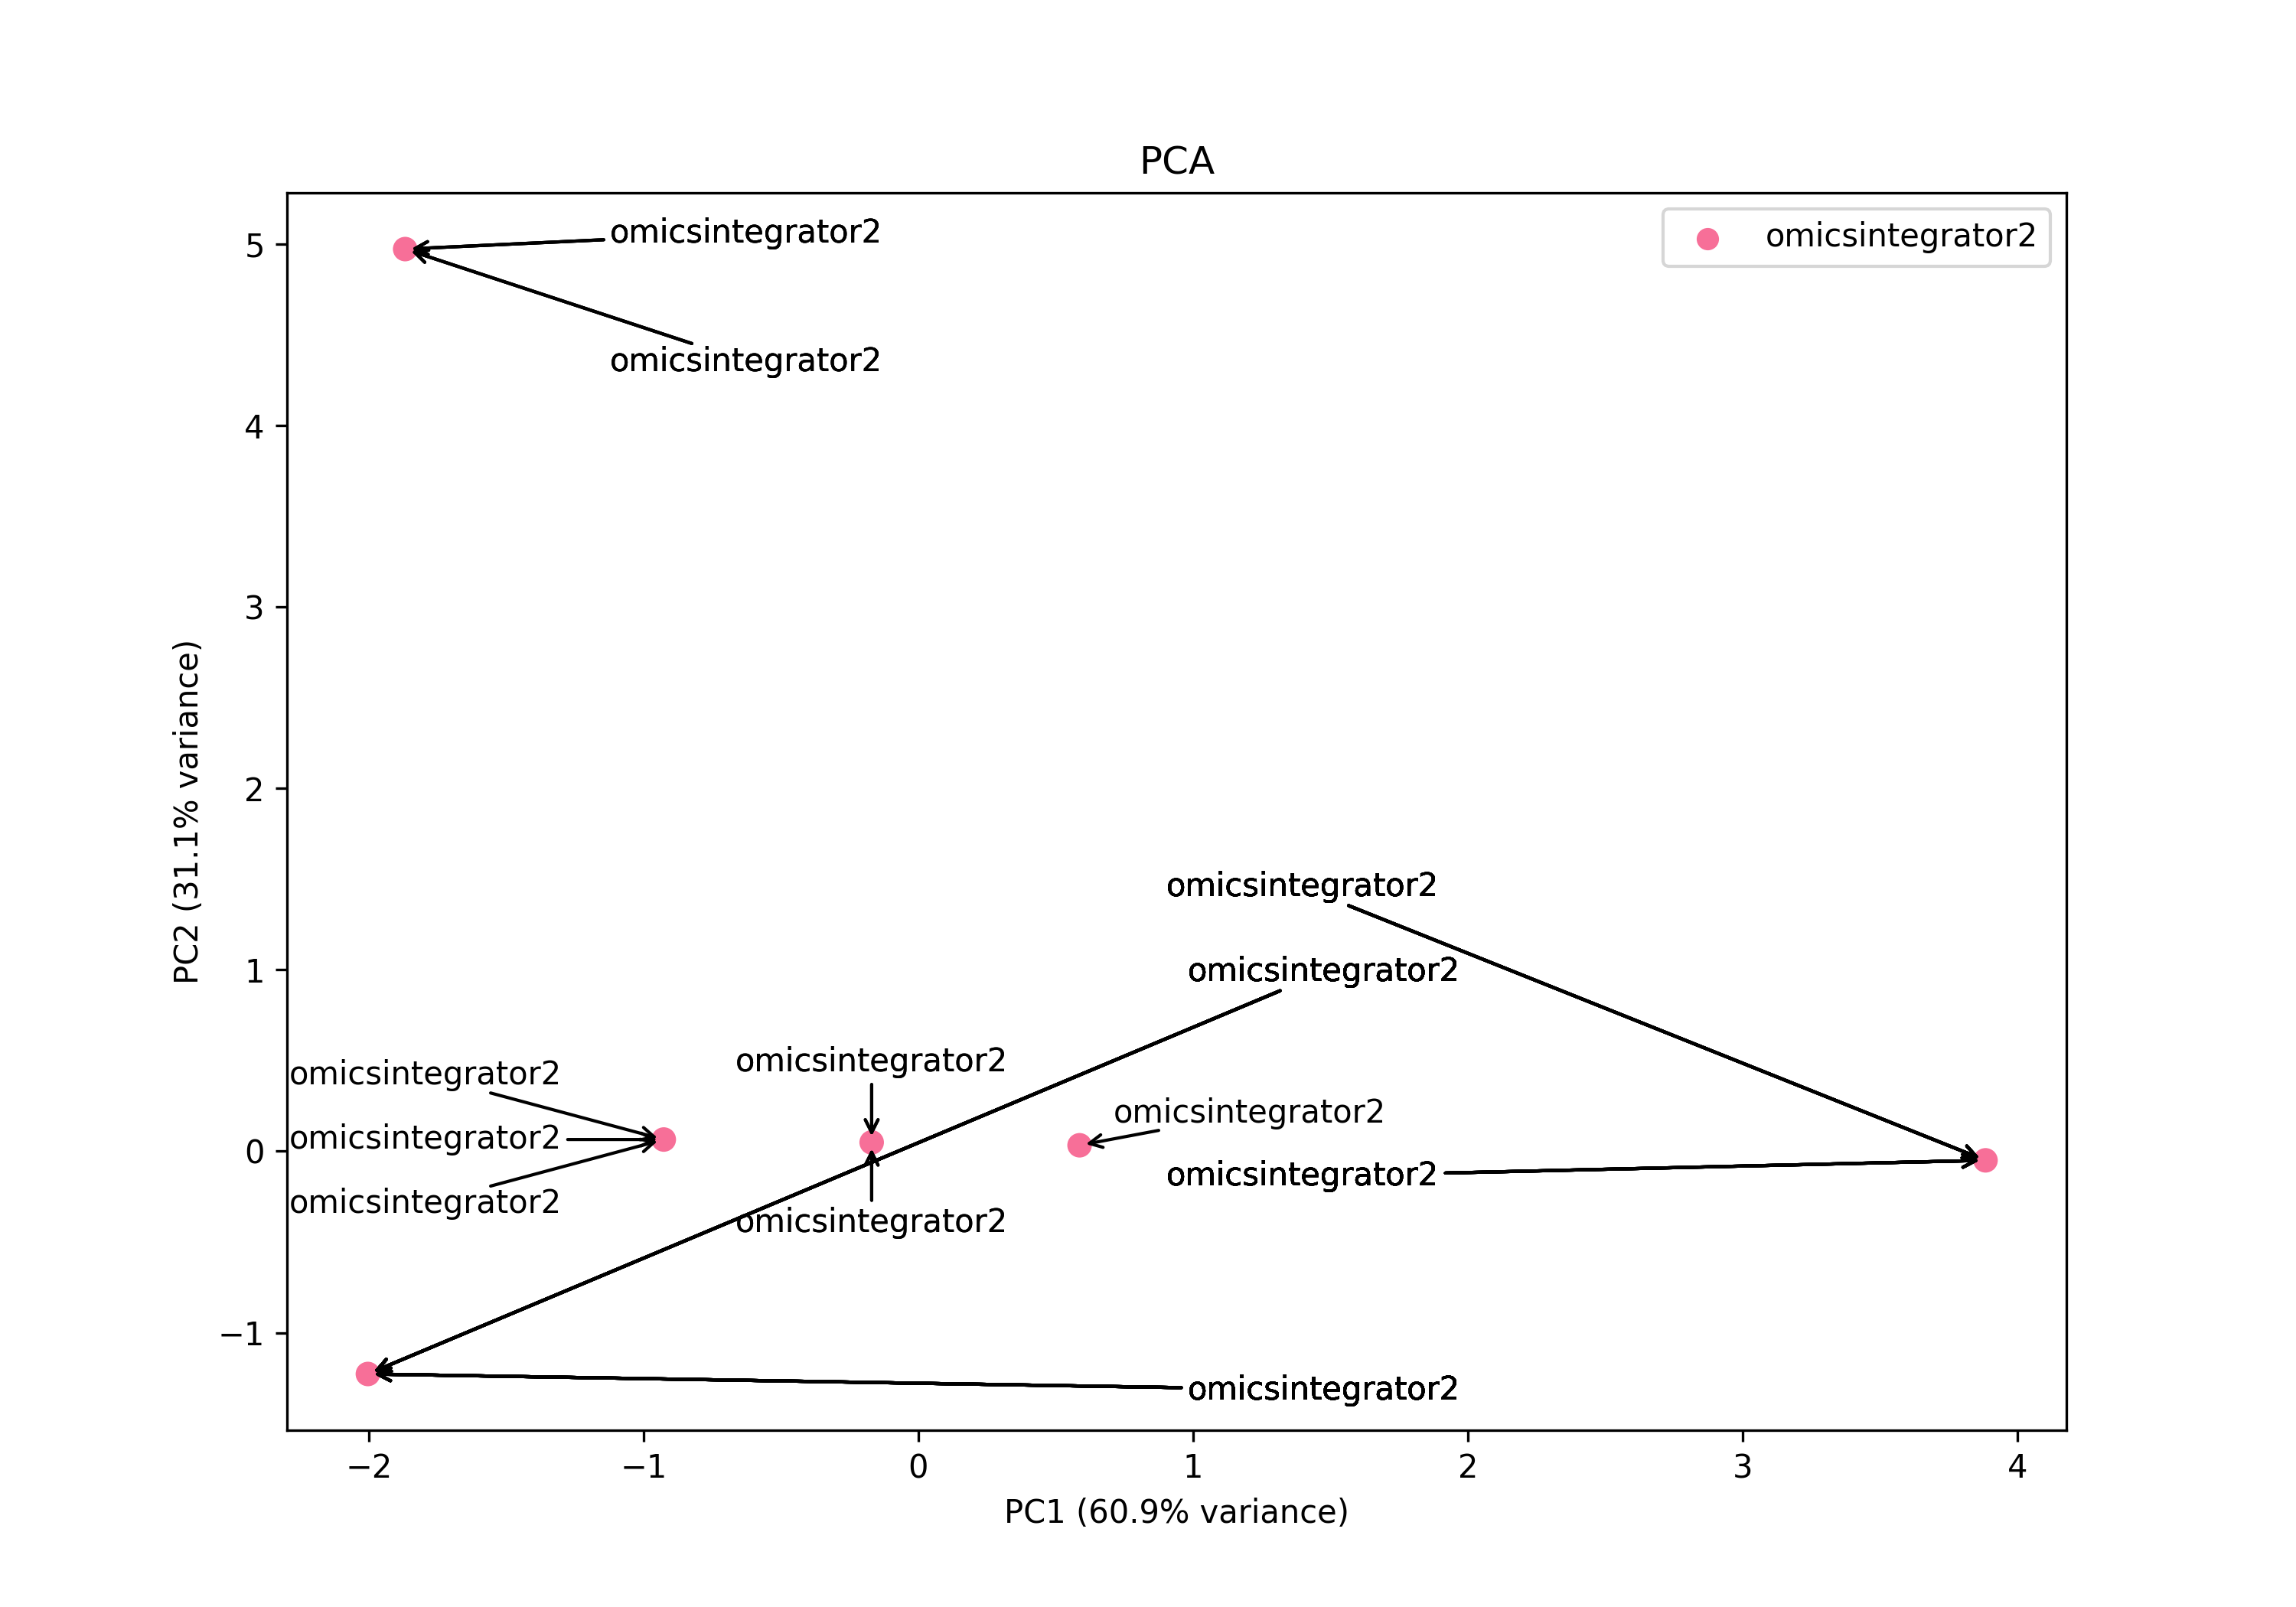 PCA
omicsintegrator2
omicsintegrator2
omicsintegrator2
5
4
3
2
1
0
−1
PC2 (31.1% variance)
omicsintegrator2
omicsintegrator2
omicsintegrator2
omicsintegrator2
omicsintegrator2
omicsintegrator2
omicsintegrator2
omicsintegrator2
omicsintegrator2
omicsintegrator2
−2
−1
0
1
2
3
4
PC1 (60.9% variance)